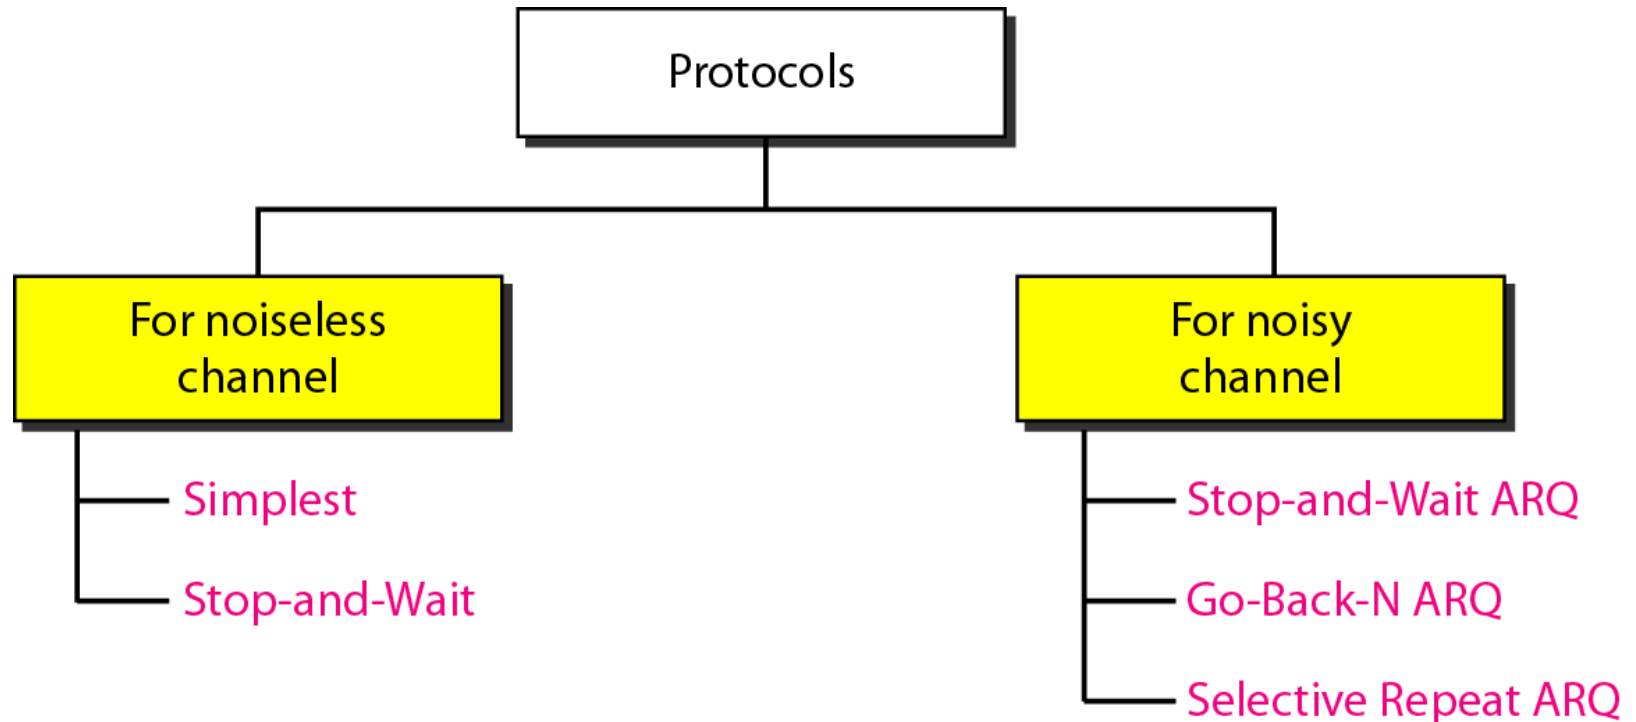 Protocols
For noiseless
channel
Simplest
Stop-and-Wait
For noisy
channel
Stop-and-Wait ARQ
Go-Back-N ARQ
Selective Repeat ARQ